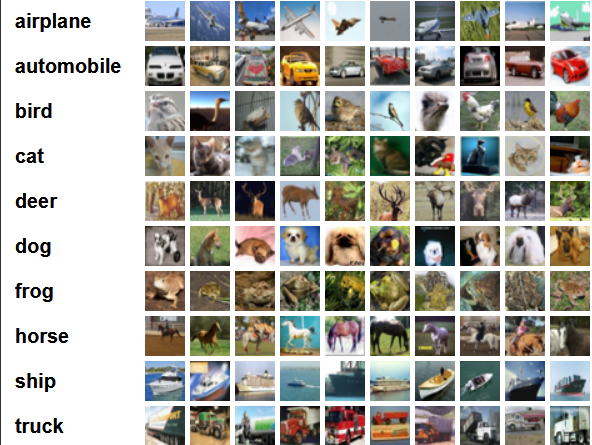 airplane
automobile
bird
cat
deer
dog
frog
horse
ship
truck